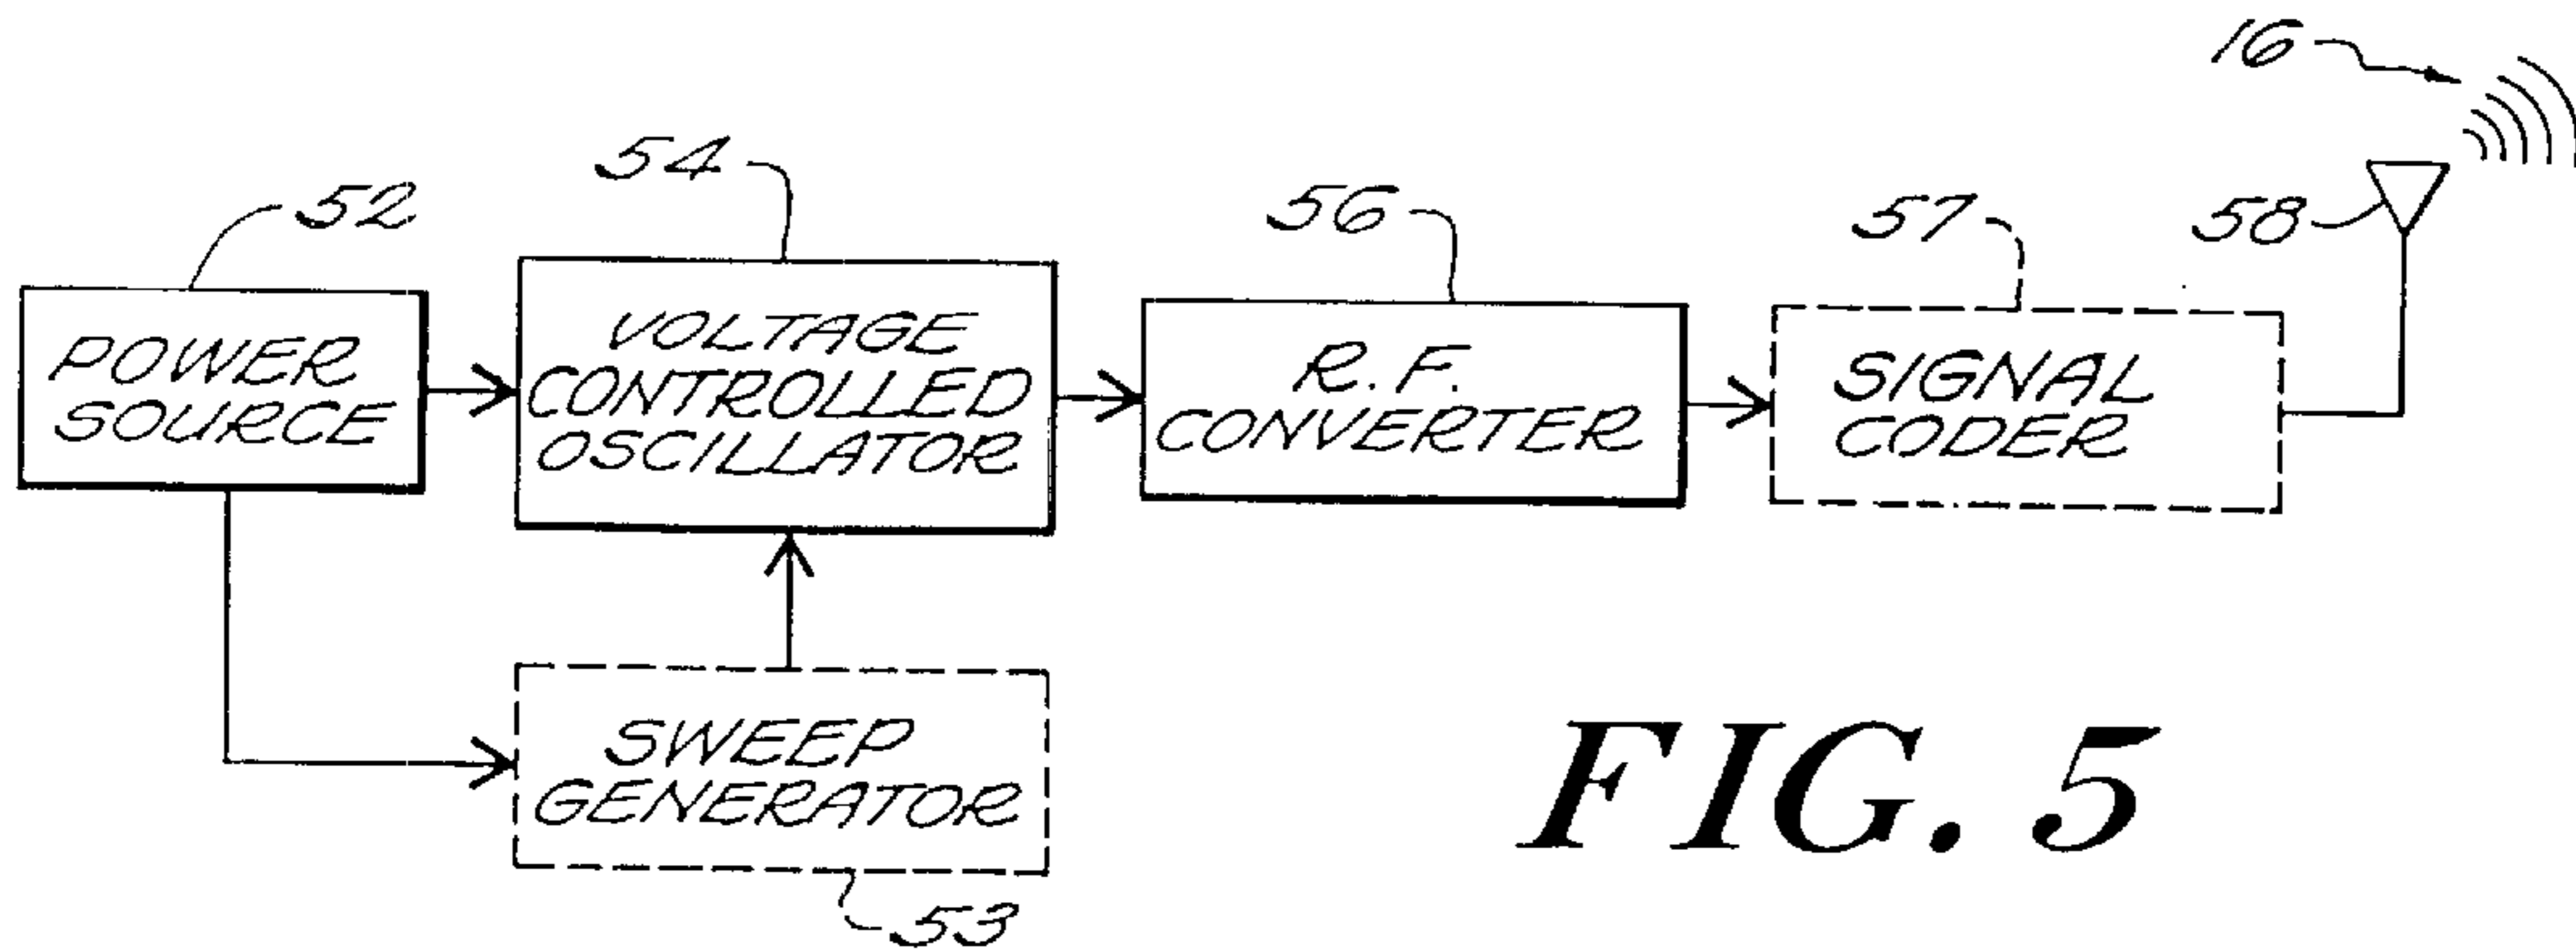 16
54
52
56
57
58
POWER
SOURCE
VOLTAGE
CONTROLLED
OSCILLATOR
R.F.
CONVERTER
SIGNAL
CODER
SWEEP
GENERATOR
53
FIG. 5